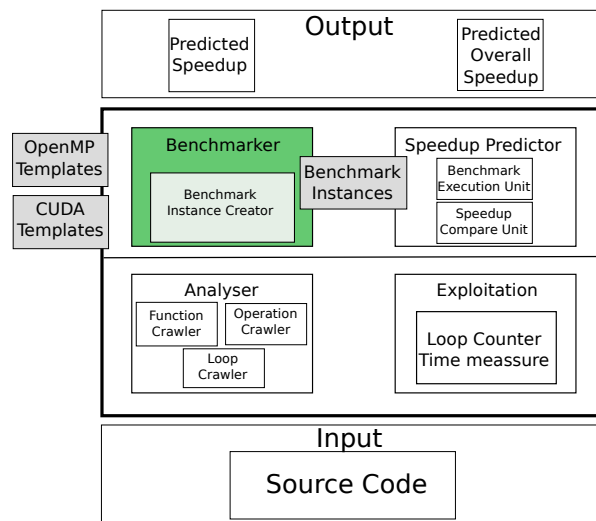 Output
Predicted
Speedup
Predicted
Overall
Speedup
OpenMP
Templates
CUDA
Templates
Benchmarker
Benchmark
Instance Creator
Benchmark
Instances
Speedup Predictor
Benchmark
Execution Unit
Speedup
Compare Unit
Analyser
Function
Crawler
Operation
Crawler
Loop
Crawler
Exploitation
Loop Counter
Time meassure
Input
Source Code